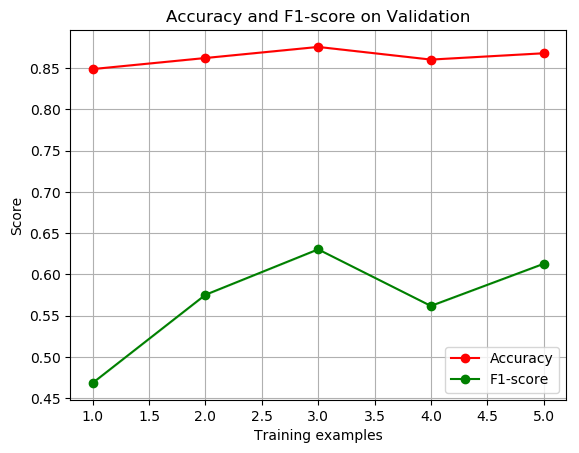 Accuracy and F1-score on Validation
0.85
0.80
0.75
0.70
0.65
0.60
0.55
0.50
0.45
Score
Accuracy
F1-score
1.0 1.5 2.0 2.5 3.0 3.5 4.0 4.5 5.0
Training examples